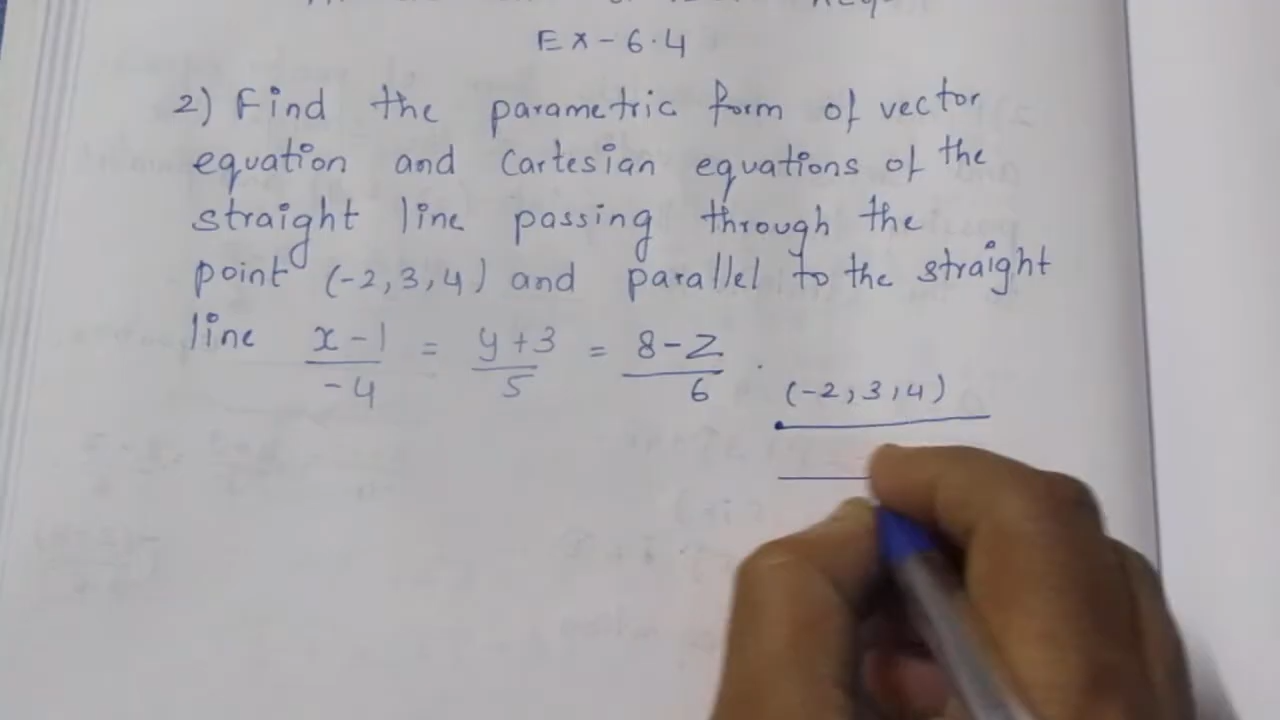 Ex-6.4
2) Find the parametric form of vector
equation and Cartesian equations of the
straight line passing through the
point (-2,3,4) and parallel to the straight
line x-1/-4 = y+3/5 = 8-z/6 .
(-2,3,4)